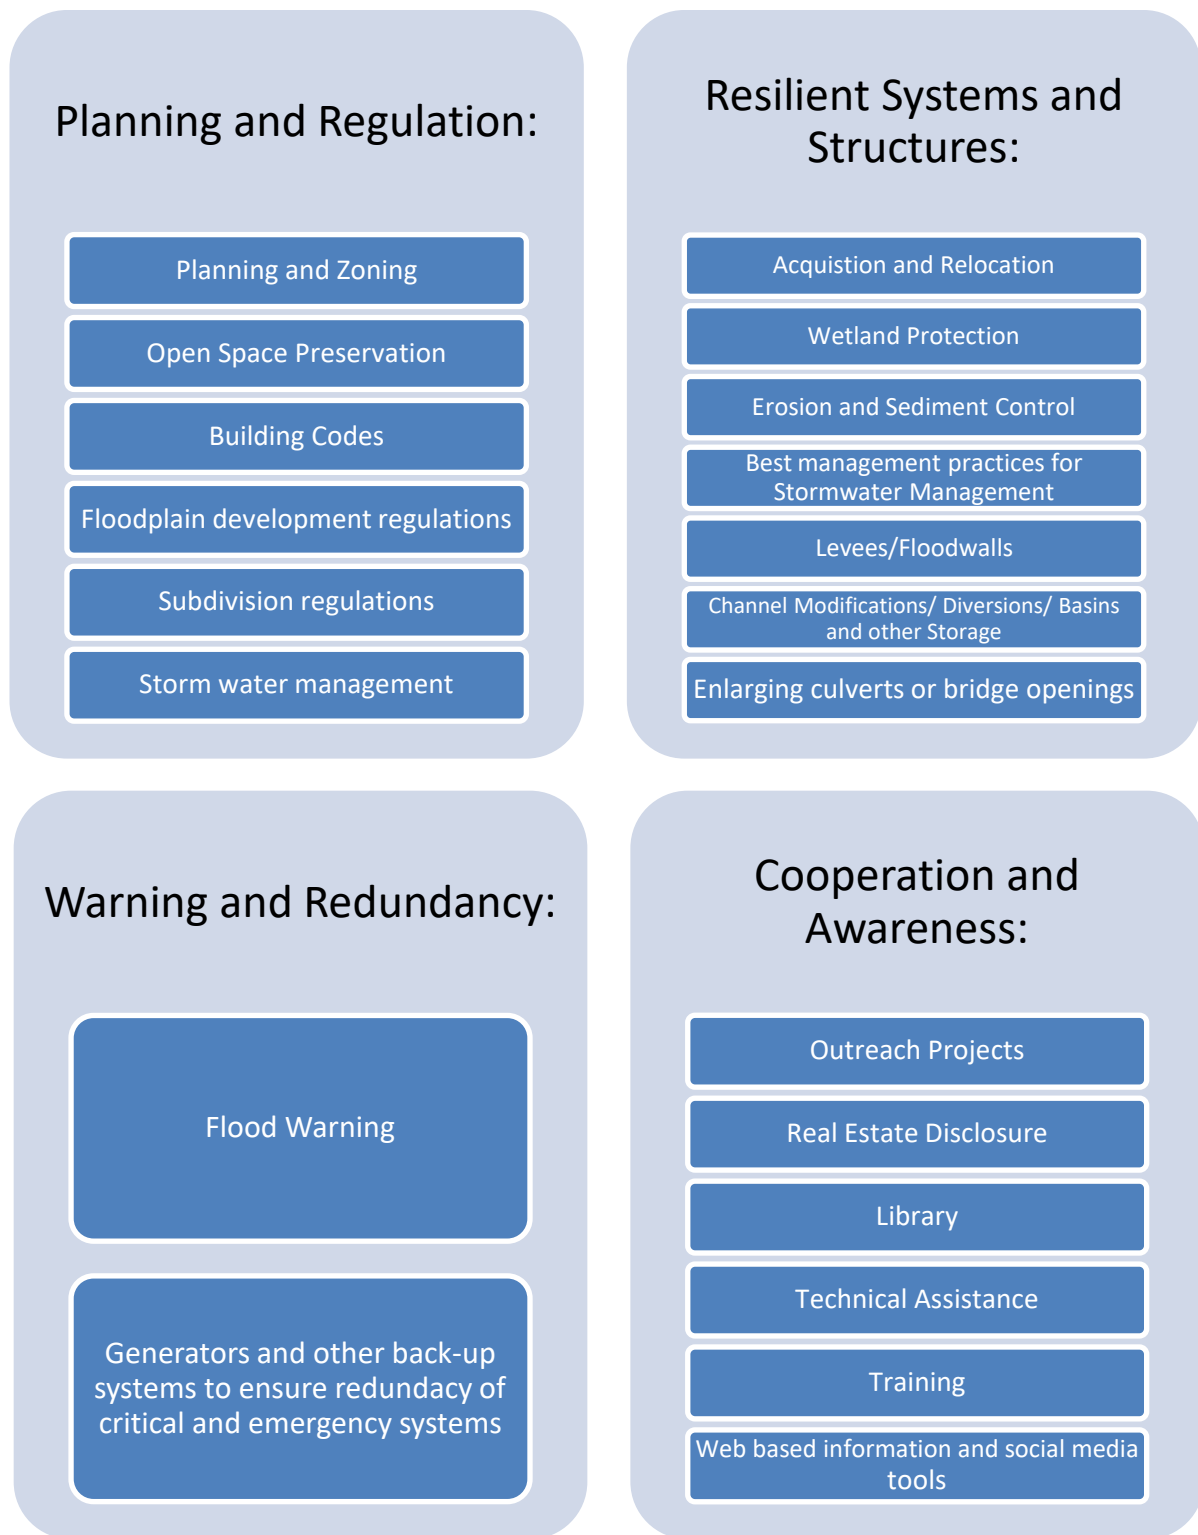 Planning and Regulation:
Planning and Zoning
Open Space Preservation
Building Codes
Floodplain development regulations
Subdivision regulations
Storm water management
Resilient Systems and
Structures:
Acquistion and Relocation
Wetland Protection
Erosion and Sediment Control
Best management practices for
Stormwater Management
Levees/Floodwalls
Channel Modifications/ Diversions/ Basins
and other Storage
Enlarging culverts or bridge openings
Warning and Redundancy:
Flood Warning
Generators and other back-up
systems to ensure redundacy of
critical and emergency systems
Cooperation and
Awareness:
Outreach Projects
Real Estate Disclosure
Library
Technical Assistance
Training
Web based information and social media
tools